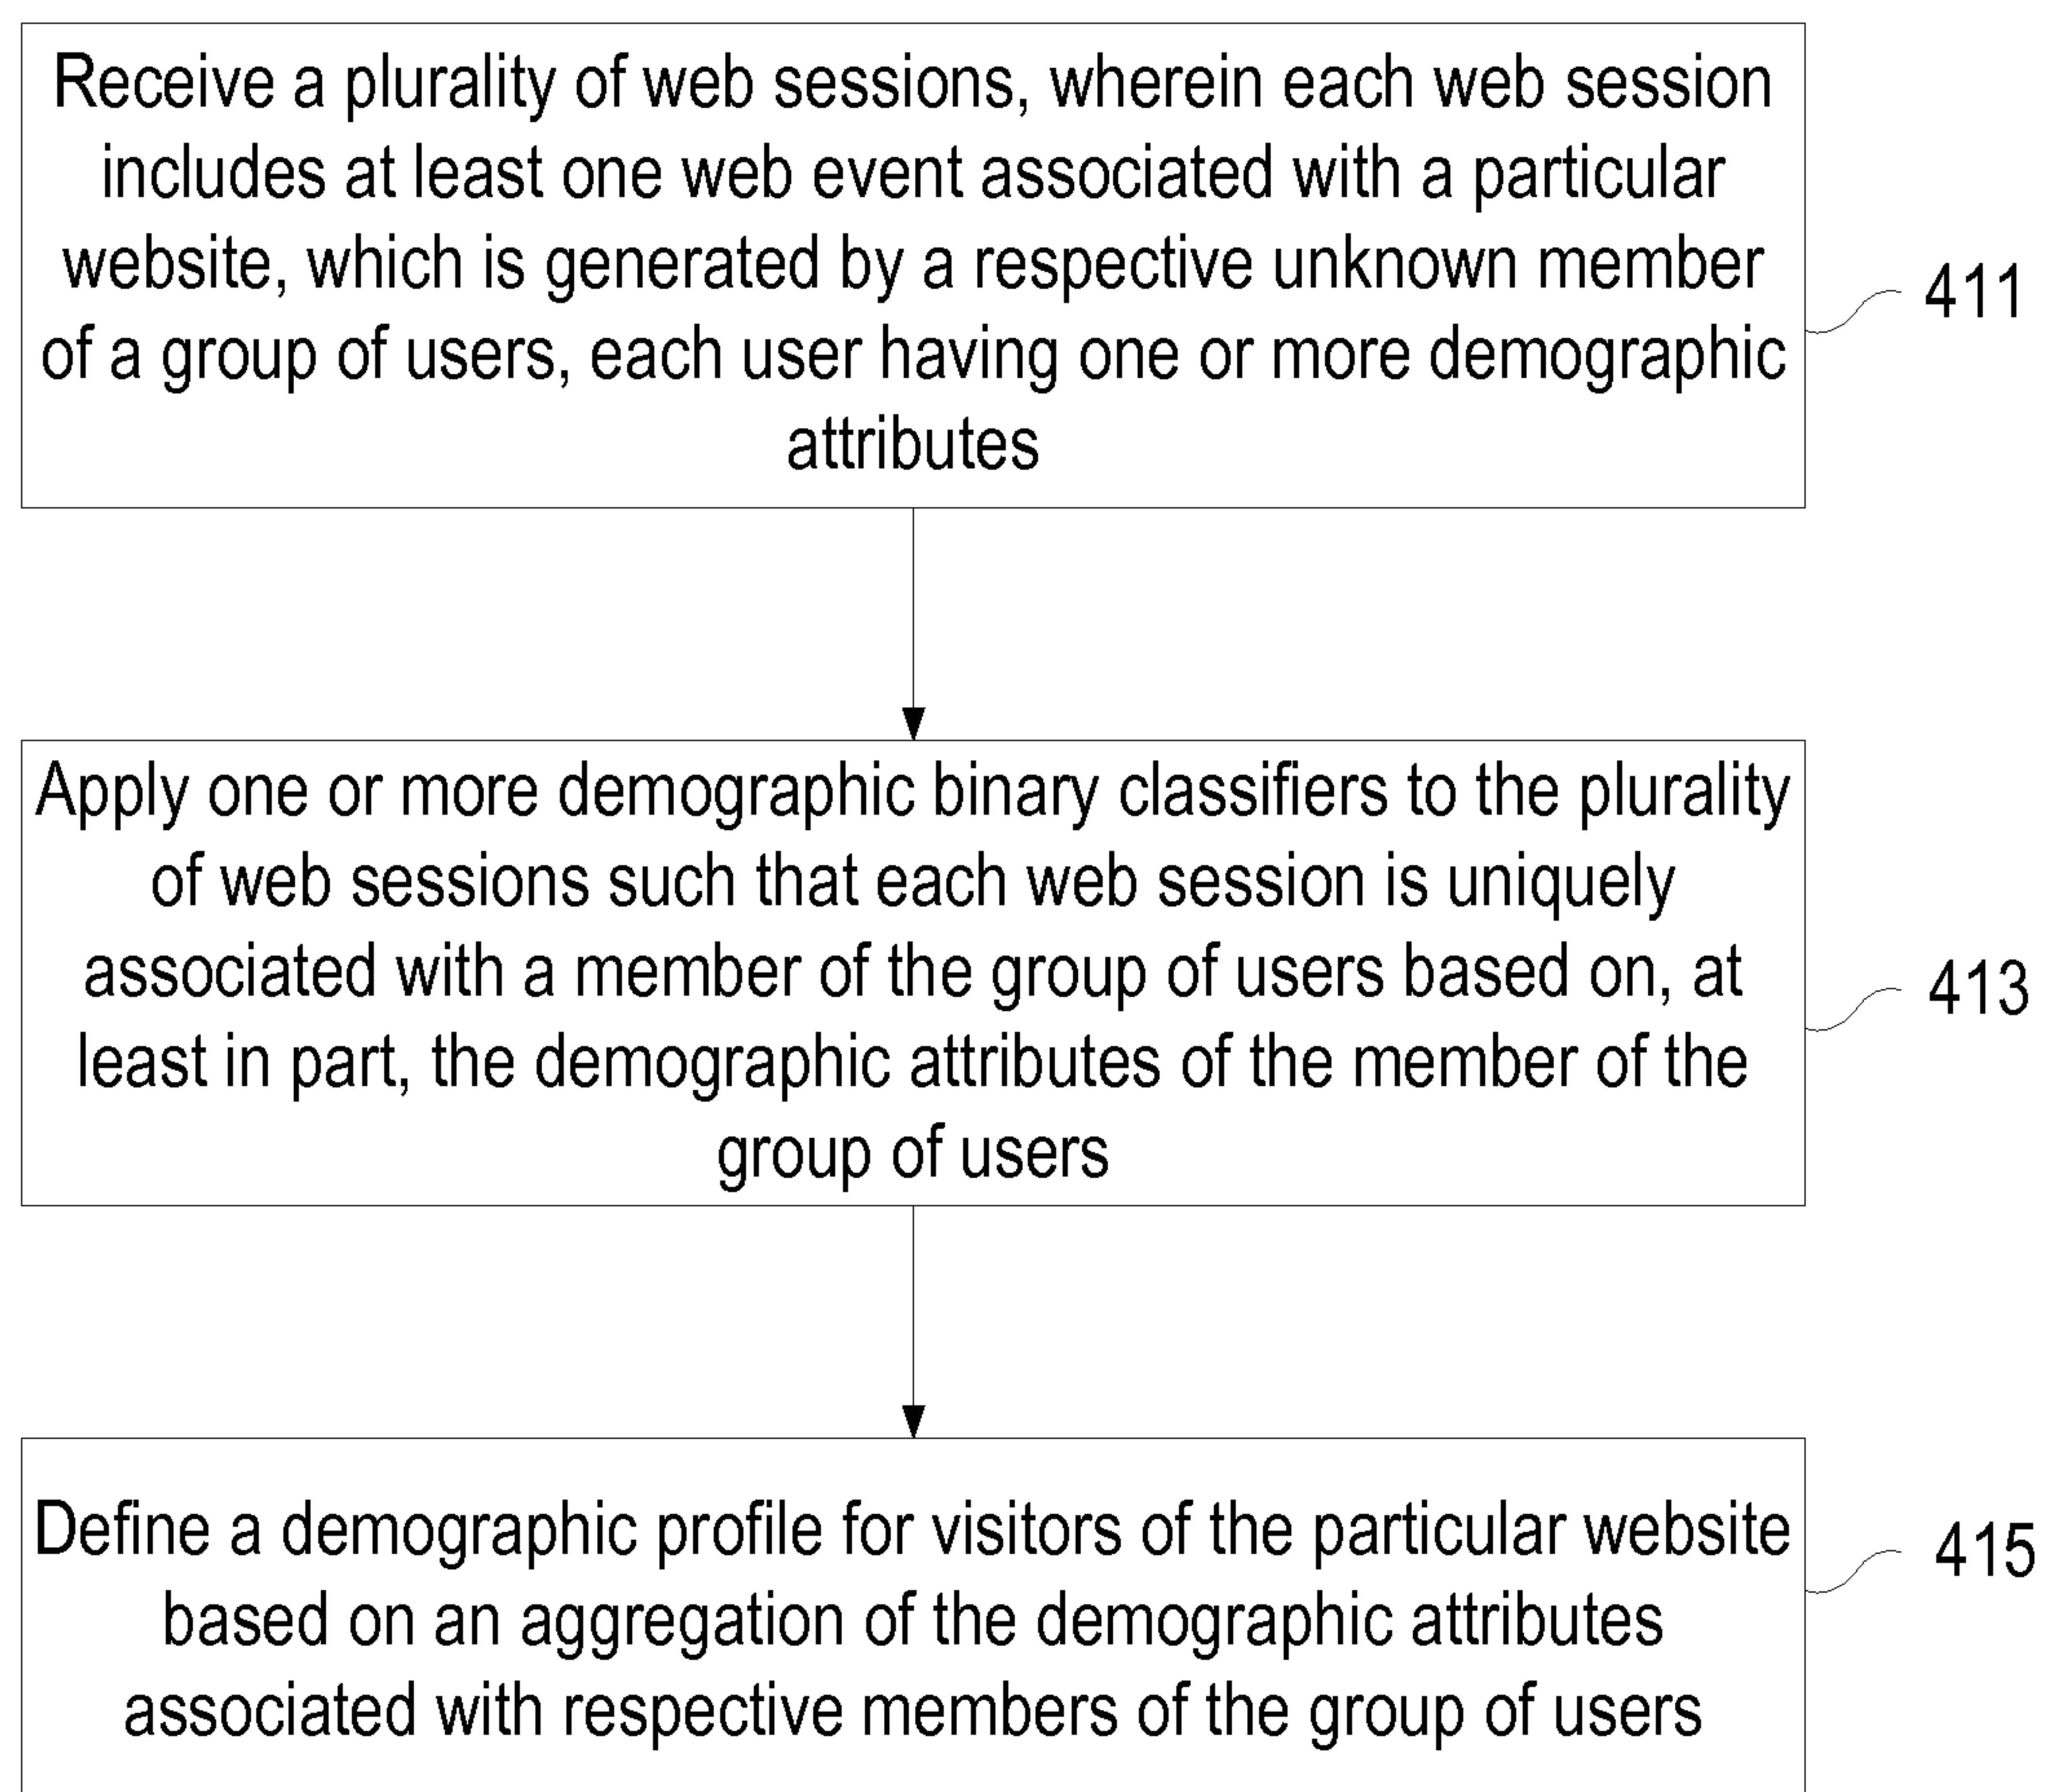 Receive a plurality of web sessions, wherein each web session
includes at least one web event associated with a particular
website, which is generated by a respective unknown member
of a group of users, each user having one or more demographic
attributes
411
Apply one or more demographic binary classifiers to the plurality
of web sessions such that each web session is uniquely
associated with a member of the group of users based on, at
least in part, the demographic attributes of the member of the
group of users
413
Define a demographic profile for visitors of the particular website
based on an aggregation of the demographic attributes
associated with respective members of the group of users
415